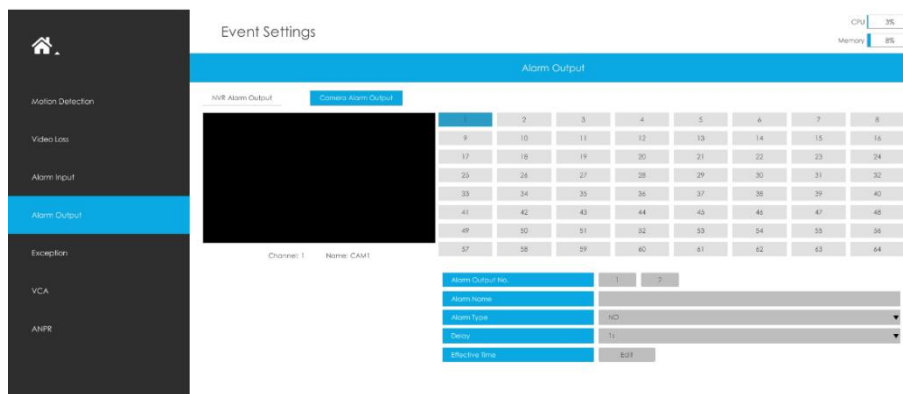 Event Settings
CPU 3%
Memory 8%
Alarm Output
Motion Detection
Video Loss
Alarm Input
Alarm Output
Exception
VCA
ANPR
NVR Alarm Output Camera Alarm Output
1 2 3 4 5 6 7 8
9 10 11 12 13 14 15 16
17 18 19 20 21 22 23 24
25 26 27 28 29 30 31 32
33 34 35 36 37 38 39 40
41 42 43 44 45 46 47 48
49 50 51 52 53 54 55 56
57 58 59 60 61 62 63 64
Channel: 1 Name: CAM1
Alarm Output No. 1 2
Alarm Name
Alarm Type NO
Delay 1s
Effective Time Edit